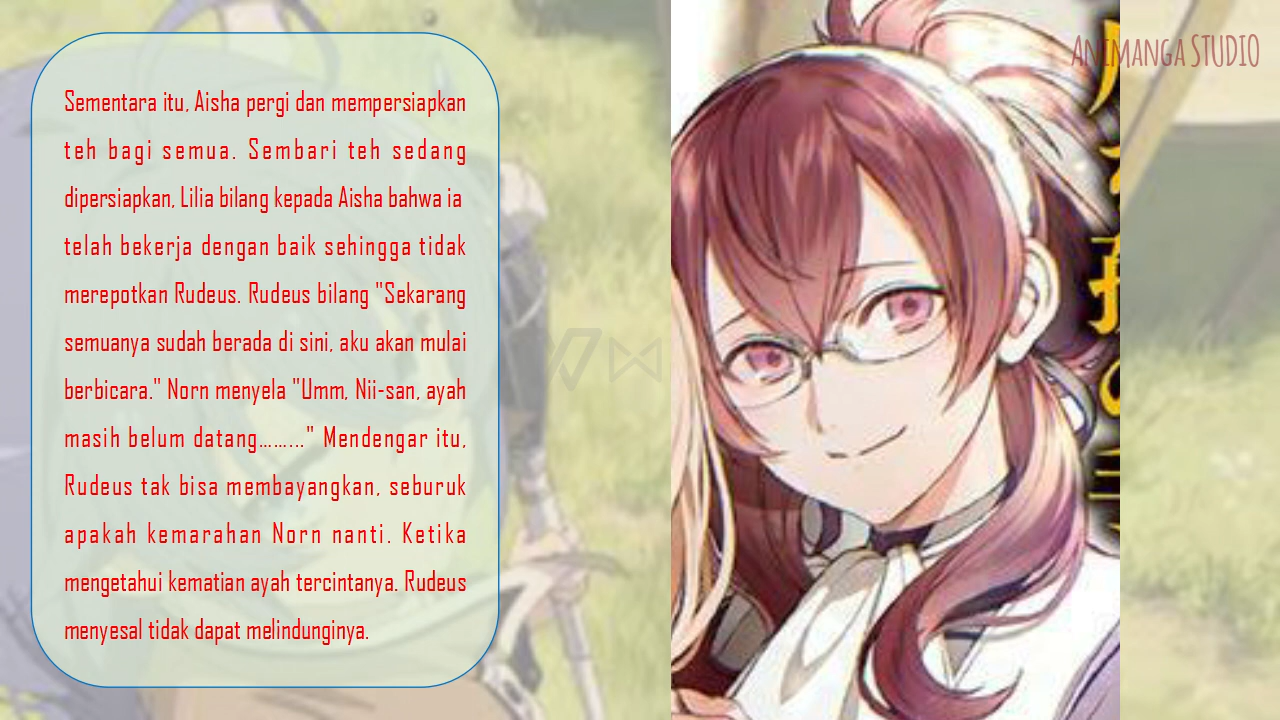 Animanga STUDIO
Sementara itu, Aisha pergi dan mempersiapkan
teh bagi semua. Sembari teh sedang
dipersiapkan, Lilia bilang kepada Aisha bahwa ia
telah bekerja dengan baik sehingga tidak
merepotkan Rudeus. Rudeus bilang "Sekarang
semuanya sudah berada di sini, aku akan mulai
berbicara." Norn menyela "Umm, Nii-san, ayah
masih belum datang………" Mendengar itu,
Rudeus tak bisa membayangkan, seburuk
apakah kemarahan Norn nanti. Ketika
mengetahui kematian ayah tercintanya. Rudeus
menyesal tidak dapat melindunginya.